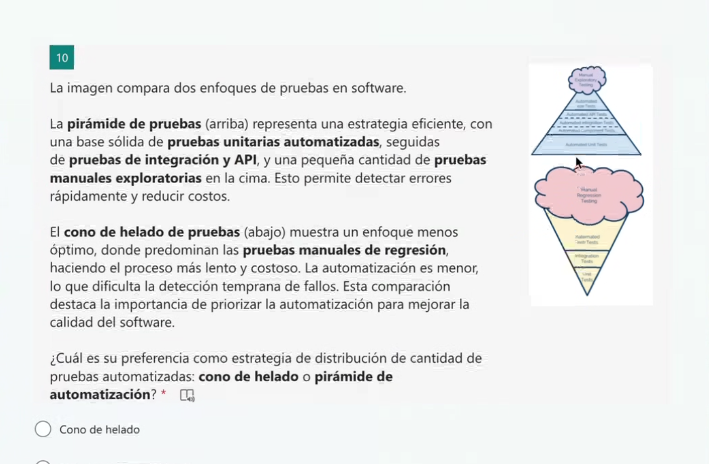 10
La imagen compara dos enfoques de pruebas en software.
La pirámide de pruebas (arriba) representa una estrategia eficiente, con
una base sólida de pruebas unitarias automatizadas, seguidas
de pruebas de integración y API, y una pequeña cantidad de pruebas
manuales exploratorias en la cima. Esto permite detectar errores
rápidamente y reducir costos.
El cono de helado de pruebas (abajo) muestra un enfoque menos
óptimo, donde predominan las pruebas manuales de regresión,
haciendo el proceso más lento y costoso. La automatización es menor,
lo que dificulta la detección temprana de fallos. Esta comparación
destaca la importancia de priorizar la automatización para mejorar la
calidad del software.
¿Cuál es su preferencia como estrategia de distribución de cantidad de
pruebas automatizadas: cono de helado o pirámide de
automatización? *
Cono de helado
Manual
Exploratory
Testing
Automated
Automated API Tests
Automated Integration Tests
Automated Unit Tests
Manual
Regression
Testing
Automated
Integration
Tests
Unit
Tests